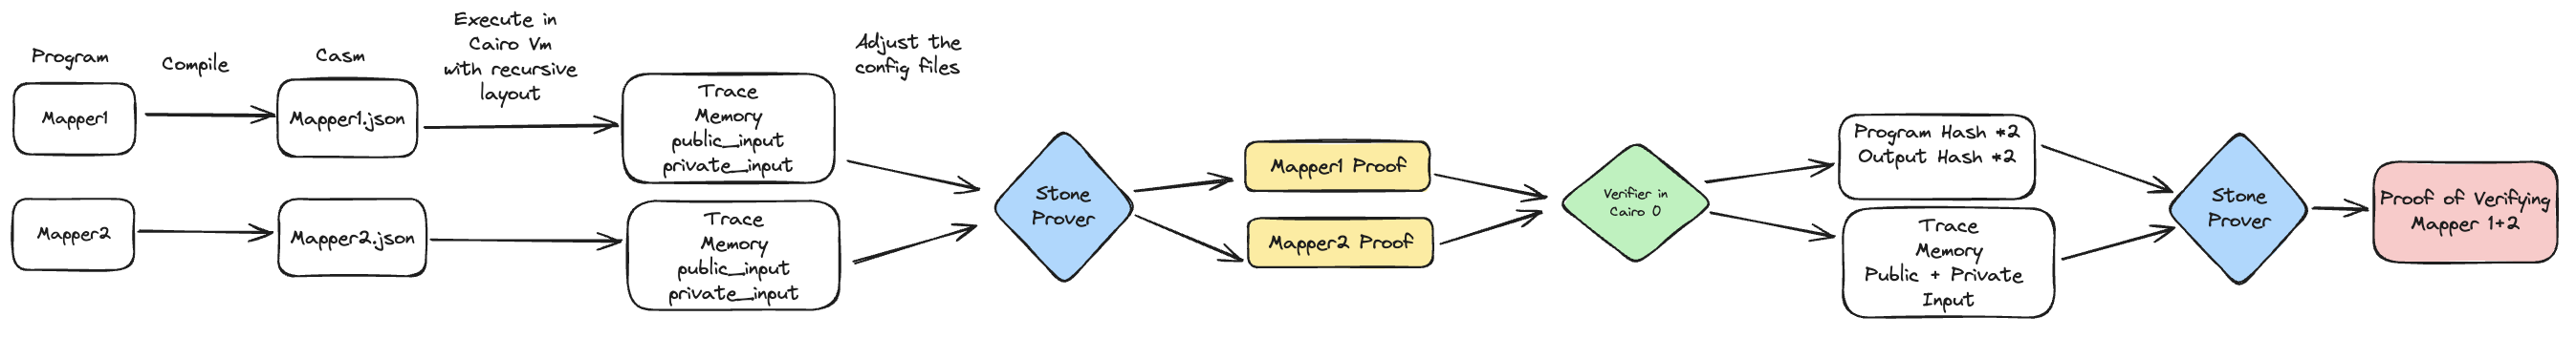 Program
Compile
Casm
Execute in
Cairo Vm
with recursive
layout
Adjust the
config files
Mapper1
Mapper1.json
Trace
Memory
public_input
private_input
Mapper2
Mapper2.json
Trace
Memory
public_input
private_input
Stone
Prover
Mapper1 Proof
Mapper2 Proof
Verifier in
Cairo 0
Program Hash *2
Output Hash *2
Trace
Memory
Public + Private
Input
Stone
Prover
Proof of Verifying
Mapper 1+2